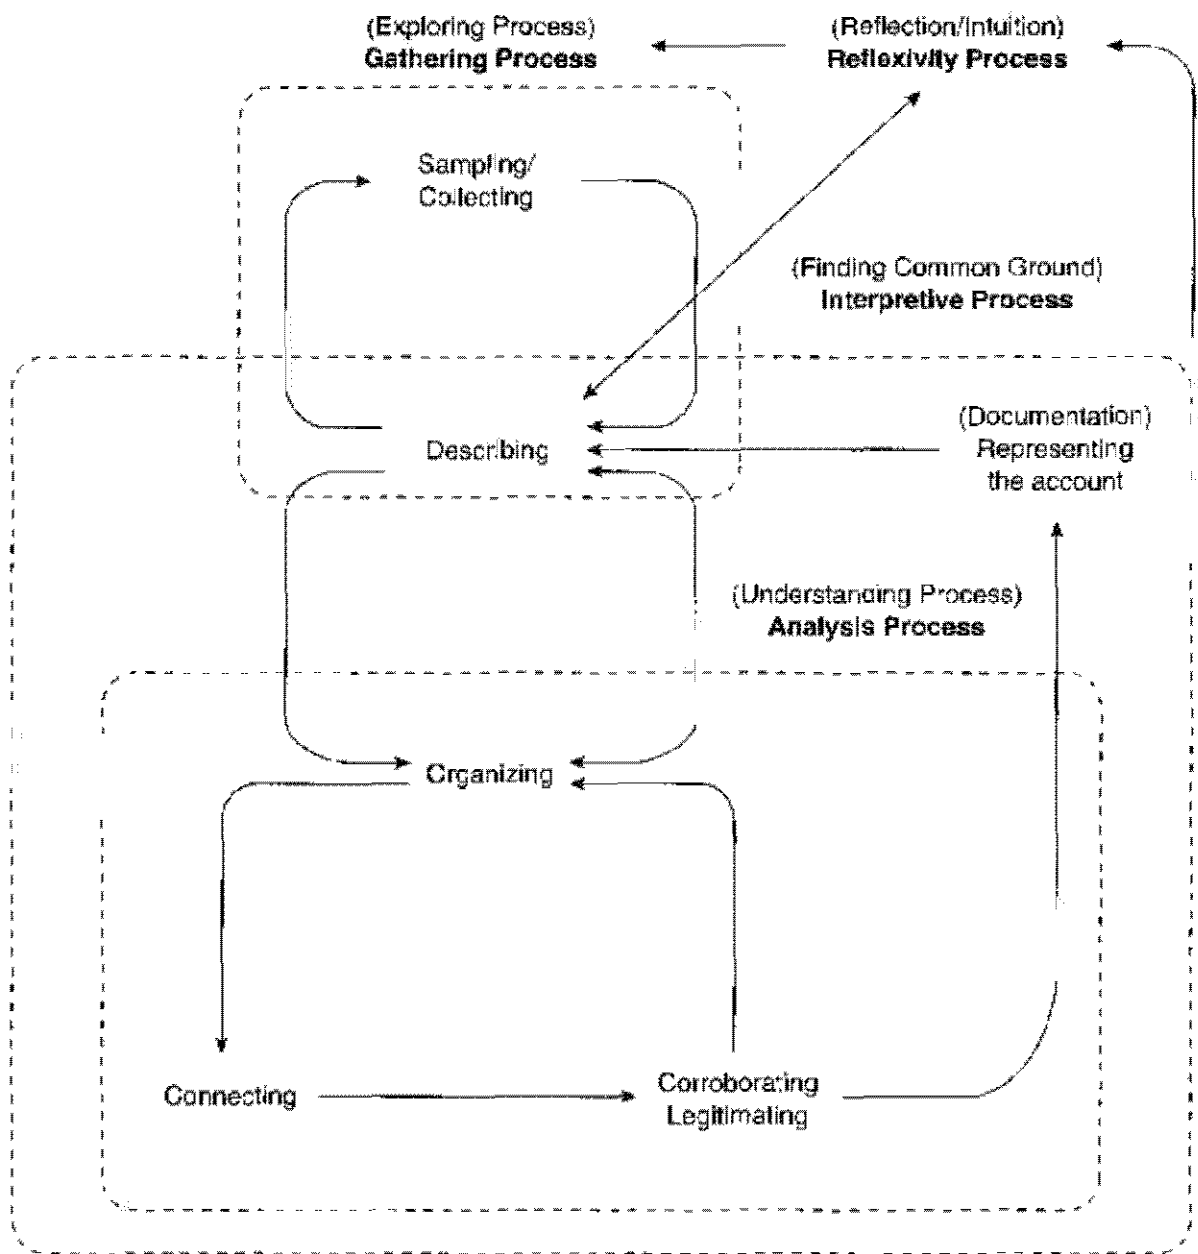 (Exploring Process)
Gathering Process
(Reflection/Intuition)
Reflexivity Process
Sampling/
Collecting
(Finding Common Ground)
Interpretive Process
Describing
(Documentation)
Representing
the account
(Understanding Process)
Analysis Process
Organizing
Connecting
Corroborating
Legitimating